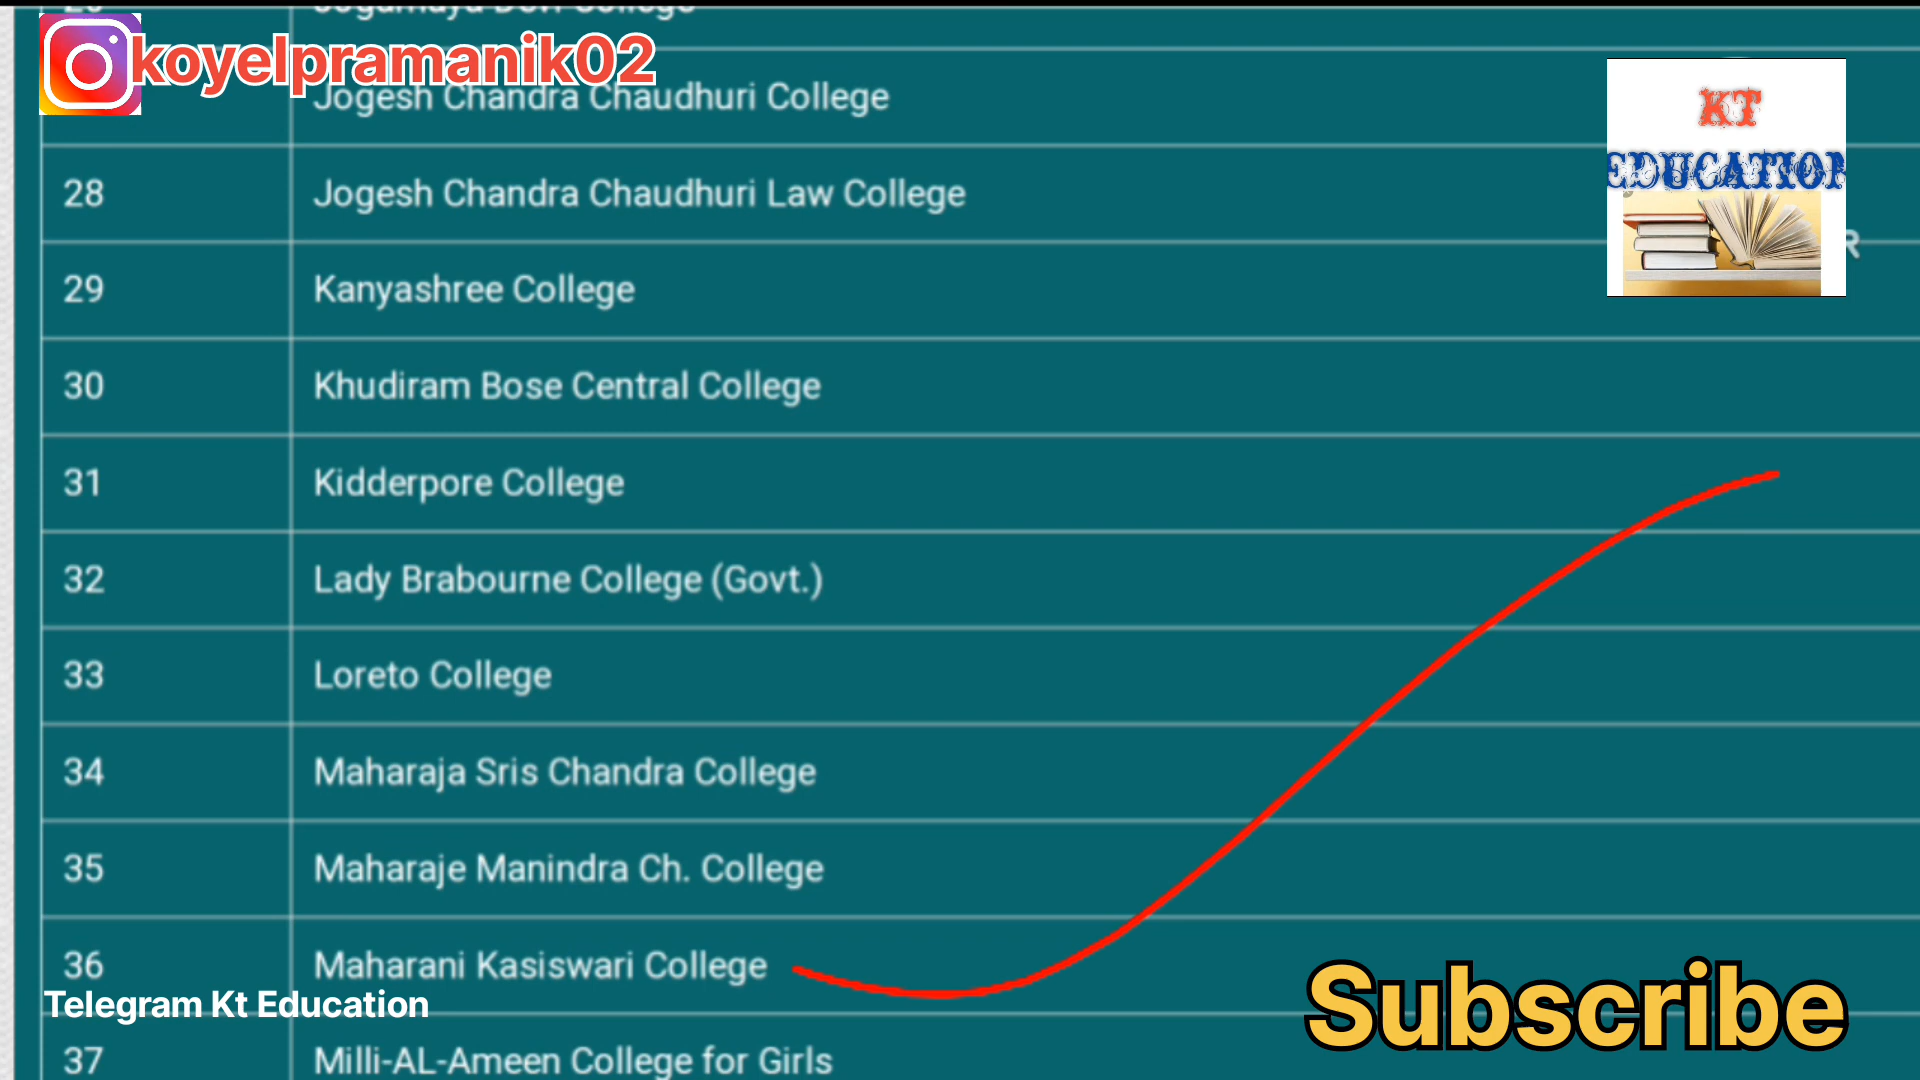 Jogamaya Devi College
koyelpramanik02
Jogesh Chandra Chaudhuri College
KT
EDUCATION
28 Jogesh Chandra Chaudhuri Law College
R
29 Kanyashree College
30 Khudiram Bose Central College
31 Kidderpore College
32 Lady Brabourne College (Govt.)
33 Loreto College
34 Maharaja Sris Chandra College
35 Maharaje Manindra Ch. College
36 Maharani Kasiswari College
Telegram Kt Education
Subscribe
37 Milli-AL-Ameen College for Girls